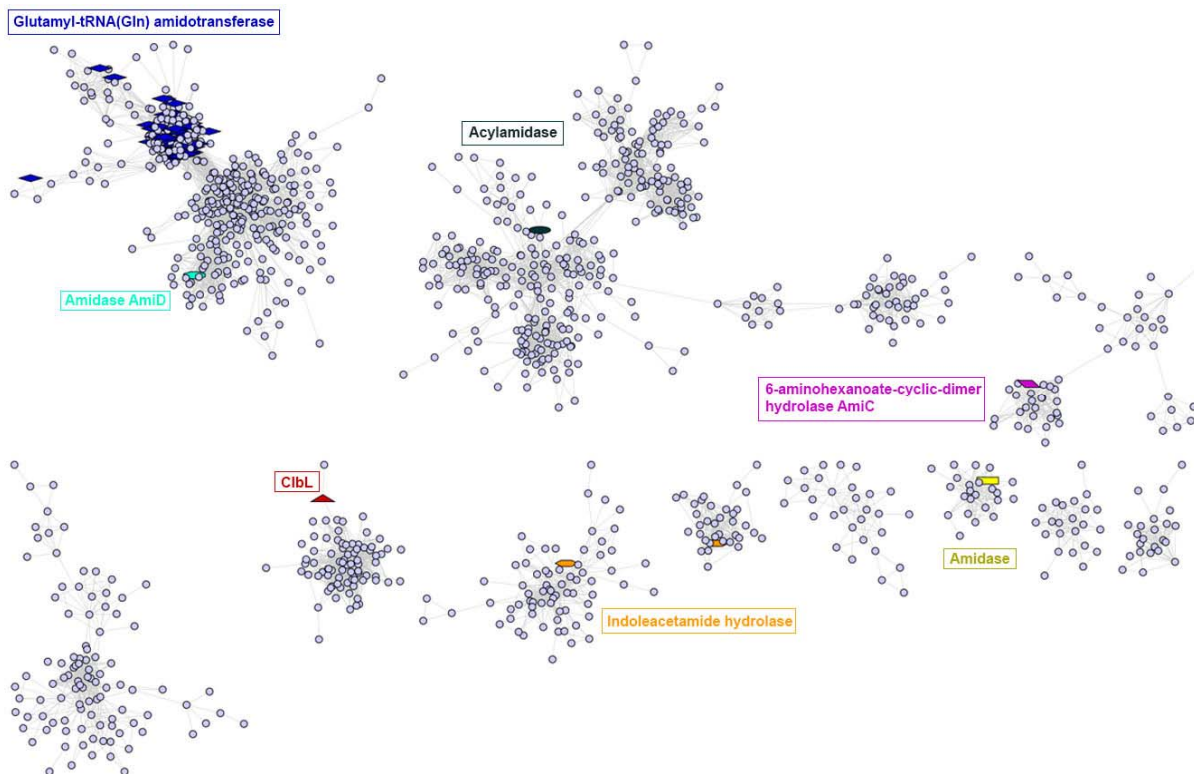 Glutamyl-tRNA(Gln) amidotransferase
Acylamidase
Amidase AmiD
6-aminohexanoate-cyclic-dimer
hydrolase AmiC
ClbL
Amidase
Indoleacetamide hydrolase